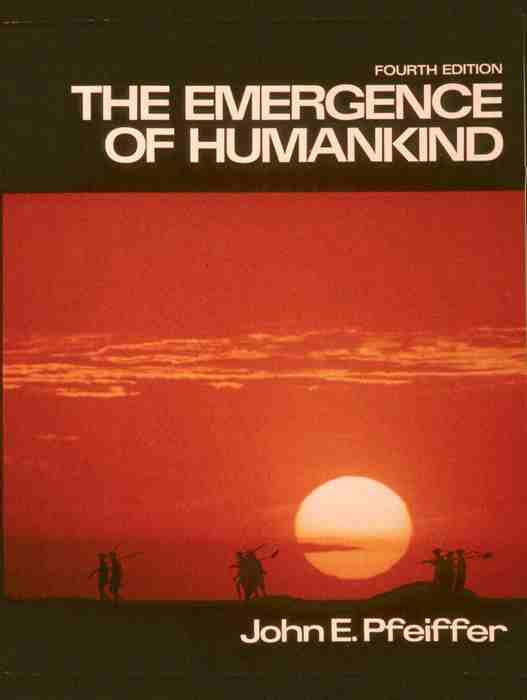 FOURTH EDITION
THE EMERGENCE
OF HUMANKIND
John E. Pfeiffer